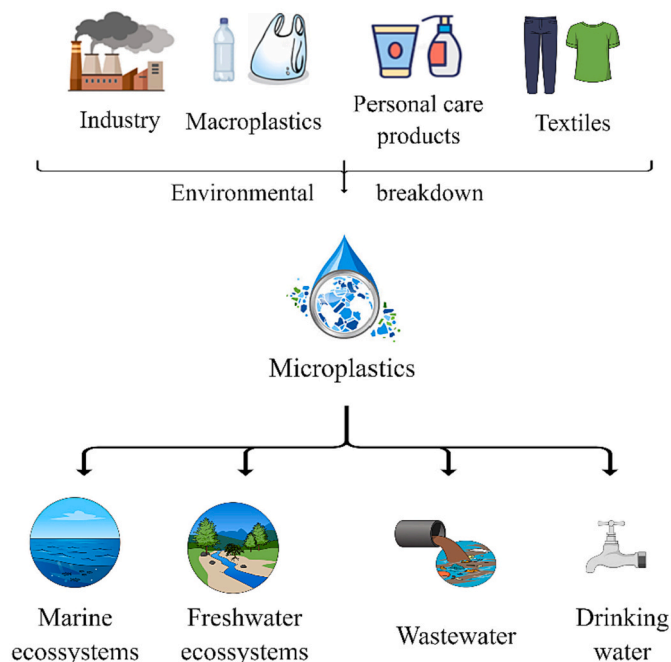 Industry
Macroplastics
Personal care
products
Textiles
Environmental breakdown
Microplastics
Marine
ecossystems
Freshwater
ecossystems
Wastewater
Drinking
water